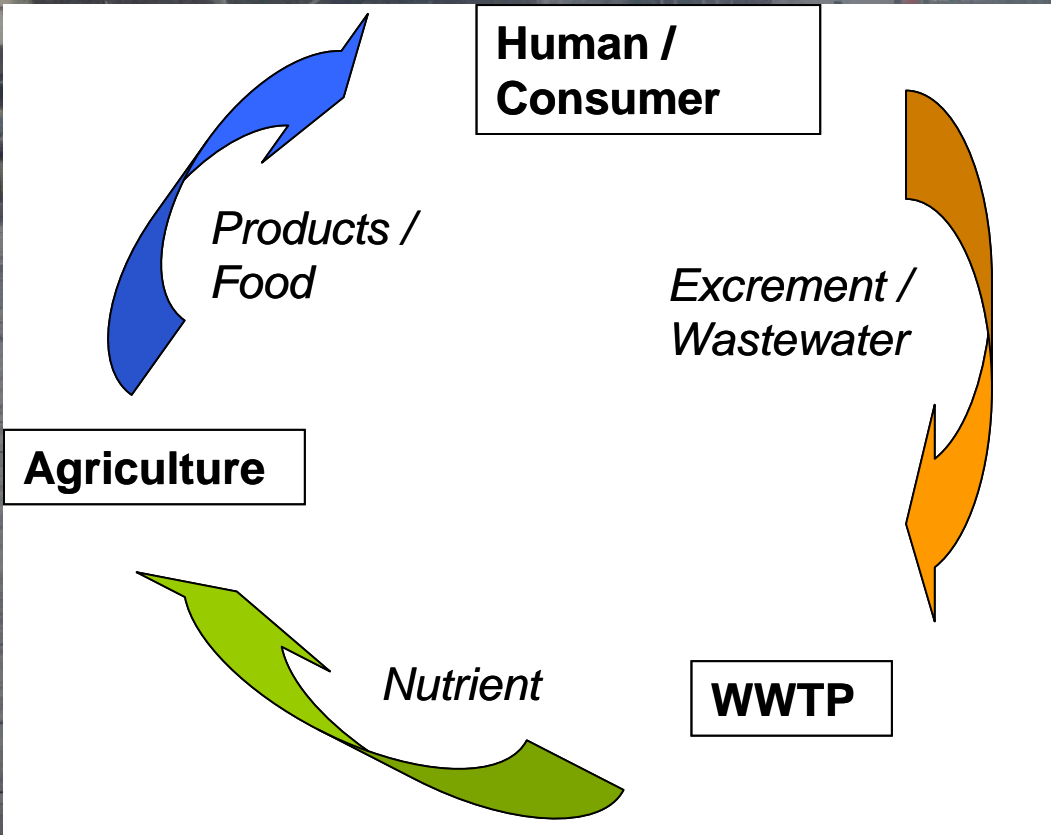 Human /
Consumer
Products /
Food
Excrement /
Wastewater
Agriculture
Nutrient
WWTP